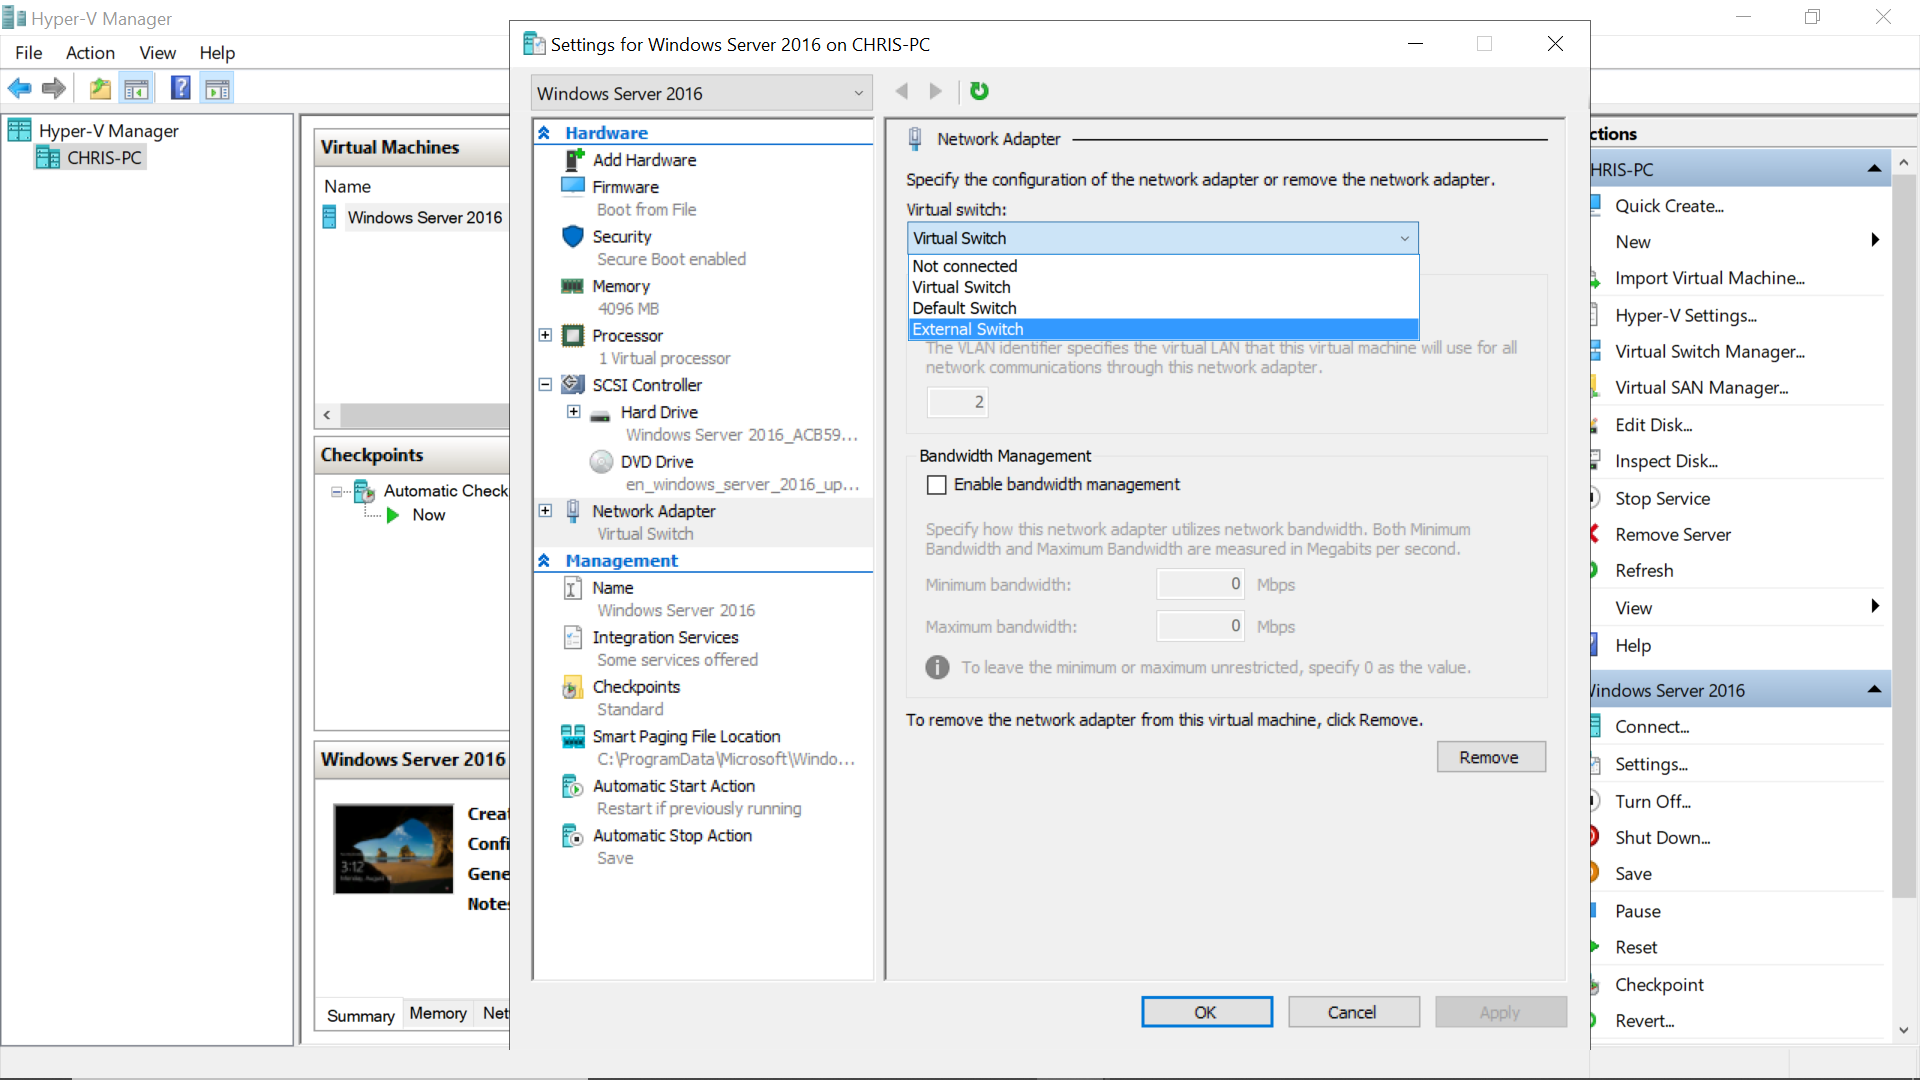 Hyper-V Manager
File Action View Help
Hyper-V Manager
CHRIS-PC
Virtual Machines
Name
Windows Server 2016
Checkpoints
Automatic Check
Now
Windows Server 2016
3:12
Creat
Confi
Gene
Notes
Summary Memory Net
Settings for Windows Server 2016 on CHRIS-PC
Windows Server 2016
Hardware
Add Hardware
Firmware
Boot from File
Security
Secure Boot enabled
Memory
4096 MB
Processor
1 Virtual processor
SCSI Controller
Hard Drive
Windows Server 2016_ACB59...
DVD Drive
en_windows_server_2016_up...
Network Adapter
Virtual Switch
Management
Name
Windows Server 2016
Integration Services
Some services offered
Checkpoints
Standard
Smart Paging File Location
C:\ProgramData\Microsoft\Windo...
Automatic Start Action
Restart if previously running
Automatic Stop Action
Save
Network Adapter
Specify the configuration of the network adapter or remove the network adapter.
Virtual switch:
Virtual Switch
Not connected
Virtual Switch
Default Switch
External Switch
The VLAN identifier specifies the virtual LAN that this virtual machine will use for all
network communications through this network adapter.
2
Bandwidth Management
Enable bandwidth management
Specify how this network adapter utilizes network bandwidth. Both Minimum
Bandwidth and Maximum Bandwidth are measured in Megabits per second.
Minimum bandwidth: 0 Mbps
Maximum bandwidth: 0 Mbps
To leave the minimum or maximum unrestricted, specify 0 as the value.
To remove the network adapter from this virtual machine, click Remove.
Remove
OK Cancel Apply
ctions
HRIS-PC
Quick Create...
New
Import Virtual Machine...
Hyper-V Settings...
Virtual Switch Manager...
Virtual SAN Manager...
Edit Disk...
Inspect Disk...
Stop Service
Remove Server
Refresh
View
Help
Vindows Server 2016
Connect...
Settings...
Turn Off...
Shut Down...
Save
Pause
Reset
Checkpoint
Revert...